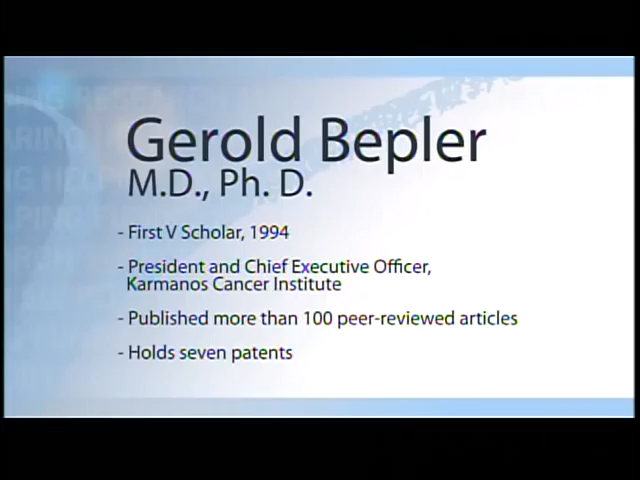 Gerold Bepler
M.D., Ph. D.
- First V Scholar, 1994
- President and Chief Executive Officer,
Karmanos Cancer Institute
- Published more than 100 peer-reviewed articles
- Holds seven patents